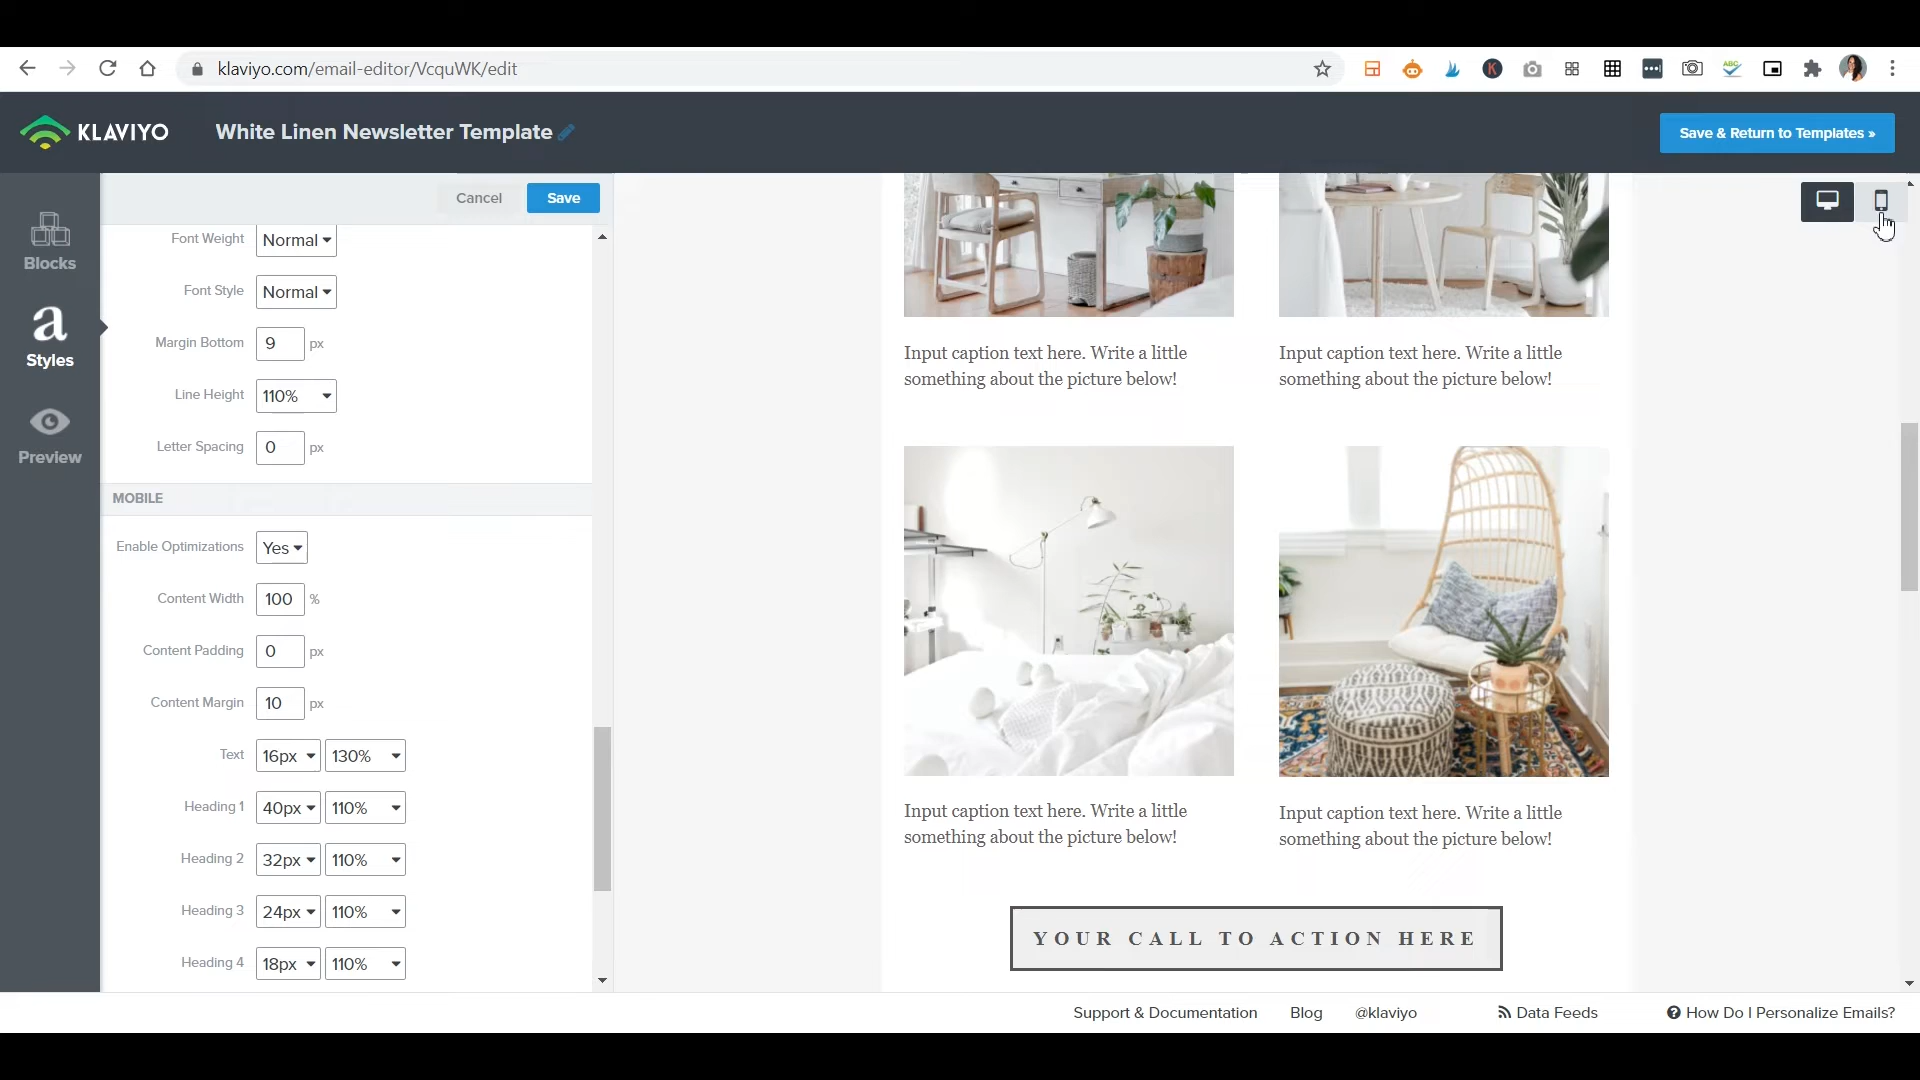 klaviyo.com/email-editor/VcquWK/edit
K
ABC
KLAVIYO
White Linen Newsletter Template
Save & Return to Templates »
Blocks
a
Styles
Preview
Cancel
Save
Font Weight Normal
Font Style Normal
Margin Bottom 9 px
Line Height 110%
Letter Spacing 0 px
MOBILE
Enable Optimizations Yes
Content Width 100 %
Content Padding 0 px
Content Margin 10 px
Text 16px 130%
Heading 1 40px 110%
Heading 2 32px 110%
Heading 3 24px 110%
Heading 4 18px 110%
Input caption text here. Write a little
something about the picture below!
Input caption text here. Write a little
something about the picture below!
Input caption text here. Write a little
something about the picture below!
Input caption text here. Write a little
something about the picture below!
YOUR CALL TO ACTION HERE
Support & Documentation Blog @klaviyo Data Feeds ? How Do I Personalize Emails?